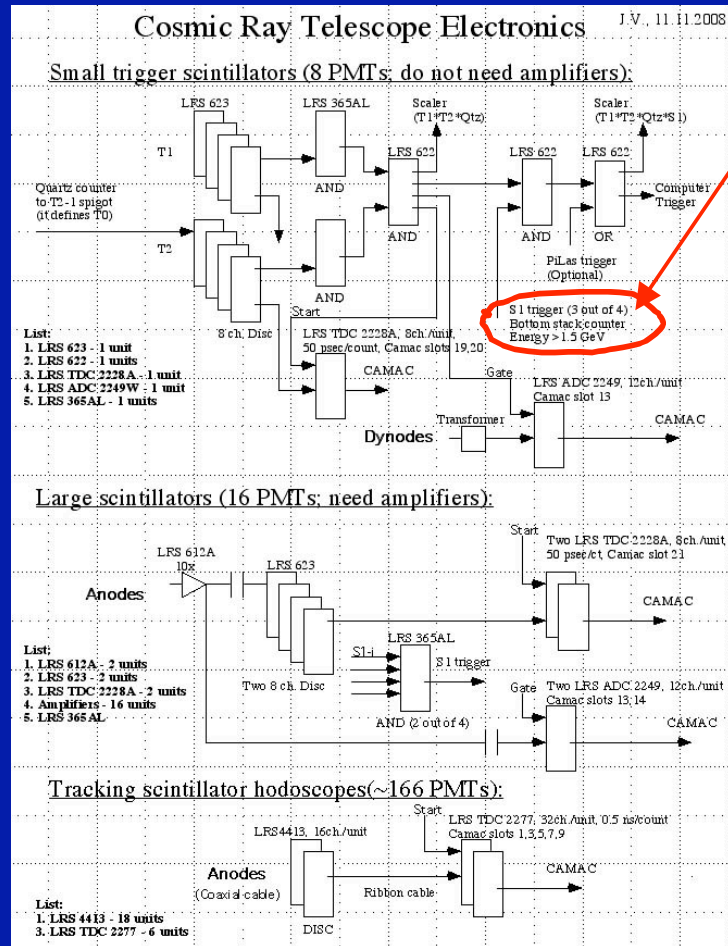 Cosmic Ray Telescope Electronics
J.V., 11.11.2008
Small trigger scintillators (8 PMTs; do not need amplifiers):
LRS 623
LRS 365AL
Scaler
(T1*T2*Qtz)
Scaler
(T1*T2*Qtz*S1)
T1
LRS 622
LRS 622
LRS 622
AND
Quartz counter
to T2-1 spigot
(it defines T0)
Computer
Trigger
T2
AND
AND
OR
PiLas trigger
(Optional)
AND
Start
S1 trigger (3 out of 4)
Bottom stack counter
Energy > 1.5 GeV
8 ch. Disc
LRS TDC 2228A, 8ch./unit,
50 psec/count, Camac slots 19,20
List:
1. LRS 623 - 1 unit
2. LRS 622 - 1 units
3. LRS TDC 2228A - 1 unit
4. LRS ADC 2249W - 1 unit
5. LRS 365AL - 1 units
CAMAC
Gate
LRS ADC 2249, 12ch./unit
Camac slot 13
Dynodes
Transformer
CAMAC
Large scintillators (16 PMTs; need amplifiers):
Start
Two LRS TDC 2228A, 8ch./unit,
50 psec/ct, Camac slot 21
LRS 612A
10x
LRS 623
Anodes
CAMAC
LRS 365AL
S1-i
S1 trigger
List:
1. LRS 612A - 2 units
2. LRS 623 - 2 units
3. LRS TDC 2228A - 2 units
4. Amplifiers - 16 units
5. LRS 365AL
Two 8 ch. Disc
AND (2 out of 4)
Gate
Two LRS ADC 2249, 12ch./unit
Camac slots 13,14
CAMAC
Tracking scintillator hodoscopes(~166 PMTs):
Start
LRS4413, 16ch./unit
LRS TDC 2277, 32ch./unit, 0.5 ns/count
Camac slots 1,3,5,7,9
Anodes
(Coaxial cable)
Ribbon cable
CAMAC
DISC
List:
1. LRS 4413 - 18 units
3. LRS TDC 2277 - 6 units